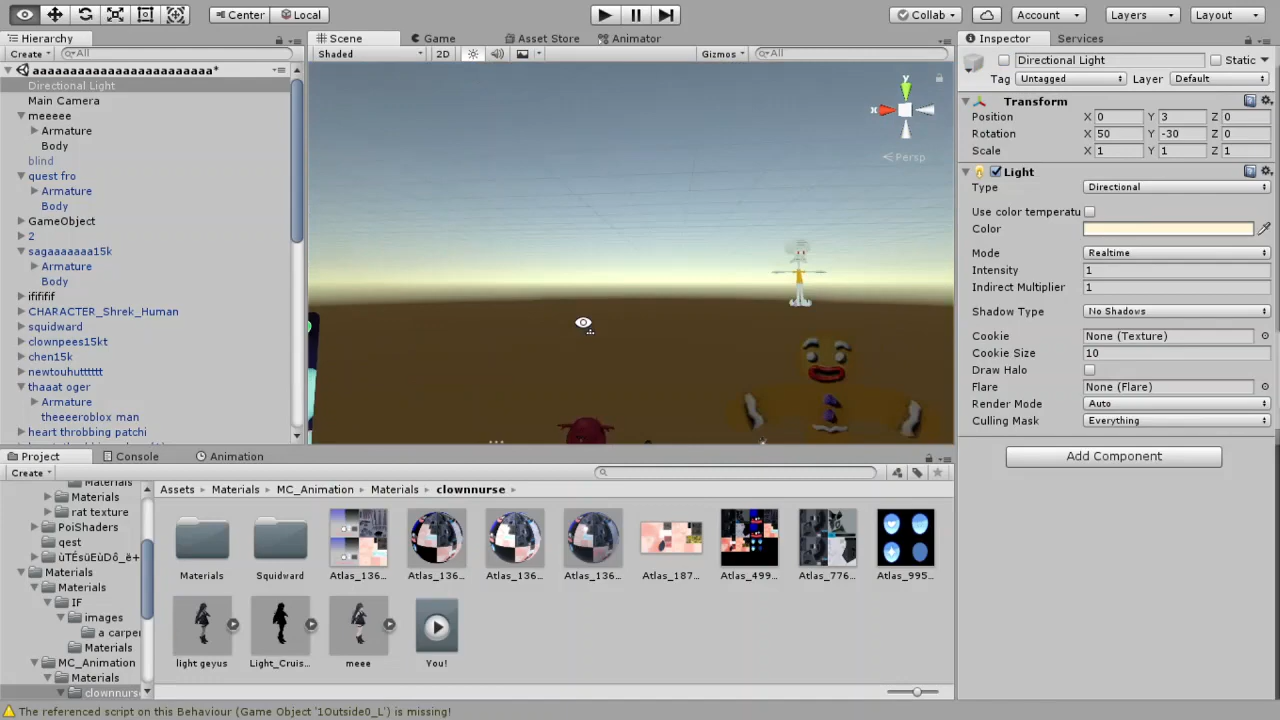 Center Local Collab Account Layers Layout
Hierarchy
Create All
aaaaaaaaaaaaaaaaaaaaaaaa*
Directional Light
Main Camera
meeeee
Armature
Body
blind
quest fro
Armature
Body
GameObject
2
sagaaaaaaa15k
Armature
Body
ifififif
CHARACTER_Shrek_Human
squidward
clownpees15kt
chen15k
newtouhutttttt
thaaat oger
Armature
theeeeroblox man
heart throbbing patchi
Scene Game Asset Store Animator
Shaded 2D Gizmos All
y
x
Persp
Inspector Services
Directional Light Static
Tag Untagged Layer Default
Transform
Position X 0 Y 3 Z 0
Rotation X 50 Y -30 Z 0
Scale X 1 Y 1 Z 1
Light
Type Directional
Use color temperatu
Color
Mode Realtime
Intensity 1
Indirect Multiplier 1
Shadow Type No Shadows
Cookie None (Texture)
Cookie Size 10
Draw Halo
Flare None (Flare)
Render Mode Auto
Culling Mask Everything
Add Component
Project Console Animation
Create
Materials
Materials
rat texture
PoiShaders
qest
Materials
Materials
IF
images
a carper
Materials
MC_Animation
Materials
clownnurse
Assets Materials MC_Animation Materials clownnurse
Materials Squidward Atlas_136... Atlas_136... Atlas_136... Atlas_136... Atlas_187... Atlas_499... Atlas_776... Atlas_995...
light geyus Light_Cruis... meee You!
The referenced script on this Behaviour (Game Object '1Outside0_L') is missing!